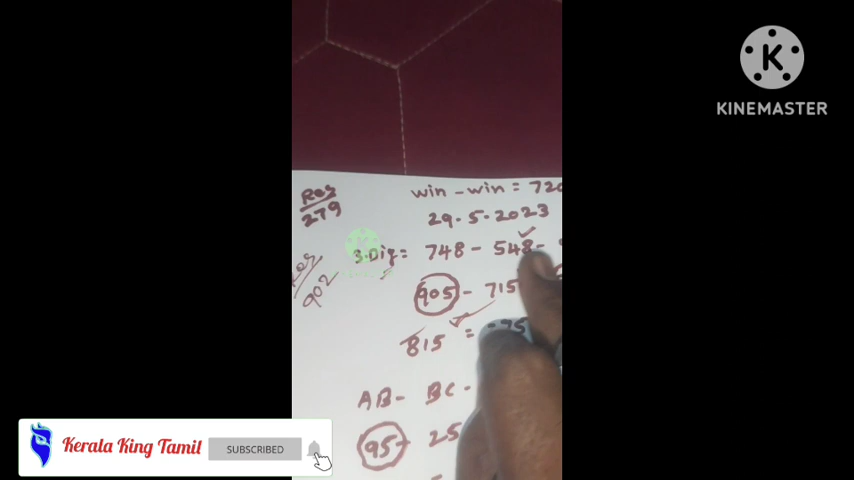 KINEMASTER
win-win = 720
Res
279
29.5.2023
3.Dig = 748 - 548 -
902
905 - 715
815 =
AB- BC-
95 - 25
Kerala King Tamil
SUBSCRIBED